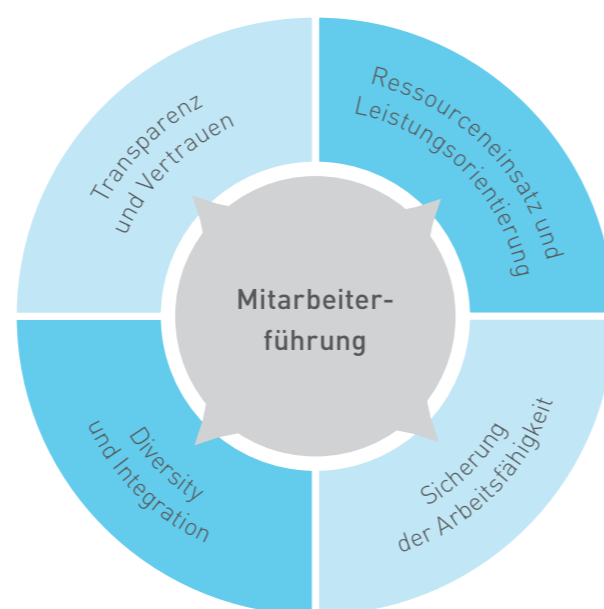 Transparenz
und Vertrauen
Ressourceneinsatz und
Leistungsorientierung
Mitarbeiter-
führung
Diversity
und Integration
Sicherung
der Arbeitsfähigkeit